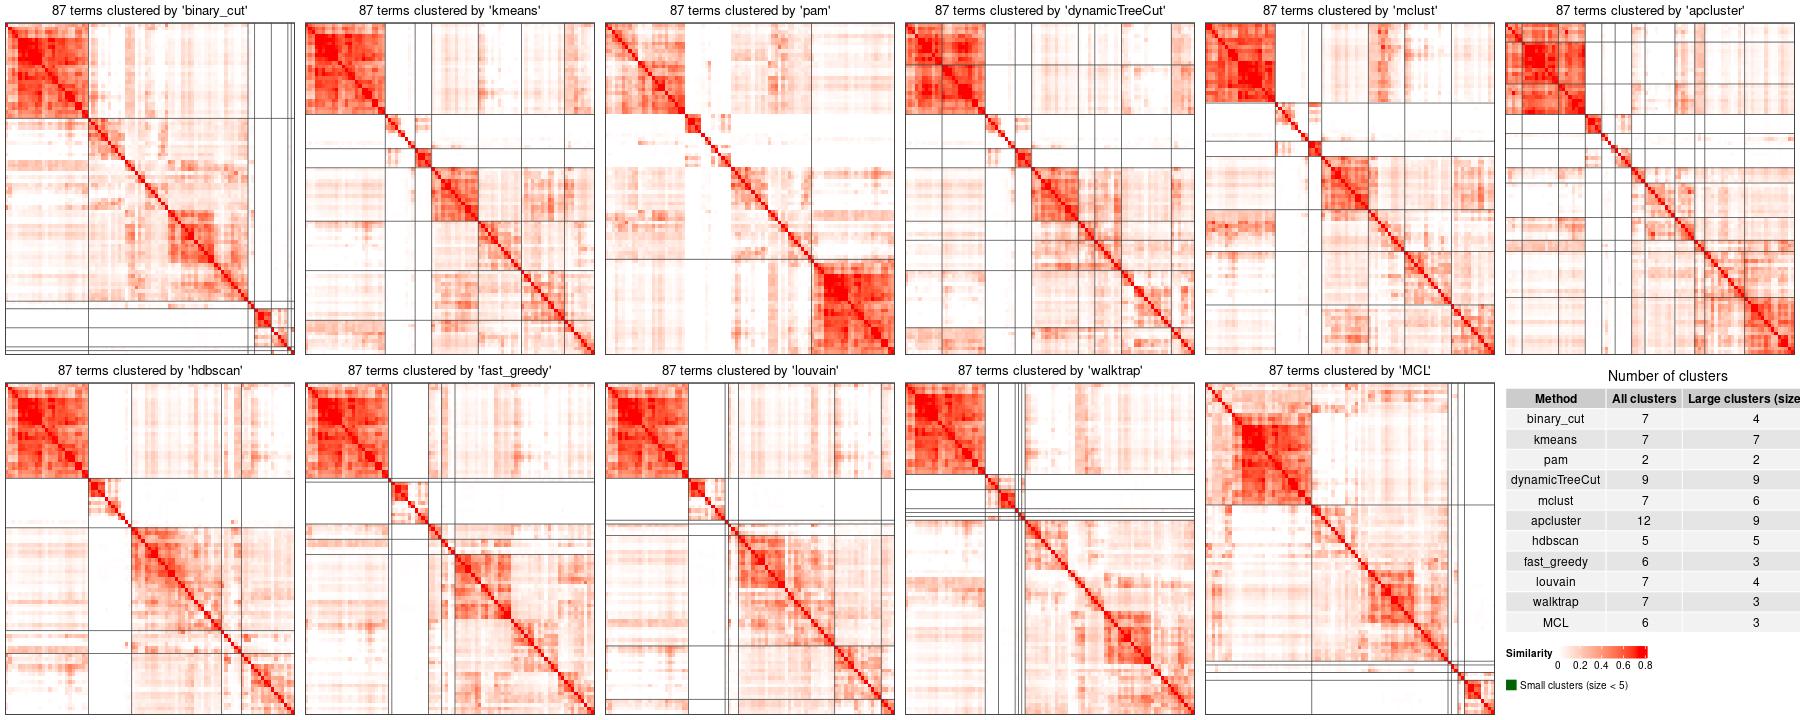 87 terms clustered by 'binary_cut'
87 terms clustered by 'kmeans'
87 terms clustered by 'pam'
87 terms clustered by 'dynamicTreeCut'
87 terms clustered by 'mclust'
87 terms clustered by 'apcluster'
87 terms clustered by 'hdbscan'
87 terms clustered by 'fast_greedy'
87 terms clustered by 'louvain'
87 terms clustered by 'walktrap'
87 terms clustered by 'MCL'
Number of clusters
Method All clusters Large clusters (size
binary_cut 7 4
kmeans 7 7
pam 2 2
dynamicTreeCut 9 9
mclust 7 6
apcluster 12 9
hdbscan 5 5
fast_greedy 6 3
louvain 7 4
walktrap 7 3
MCL 6 3
Similarity
0 0.2 0.4 0.6 0.8
Small clusters (size < 5)